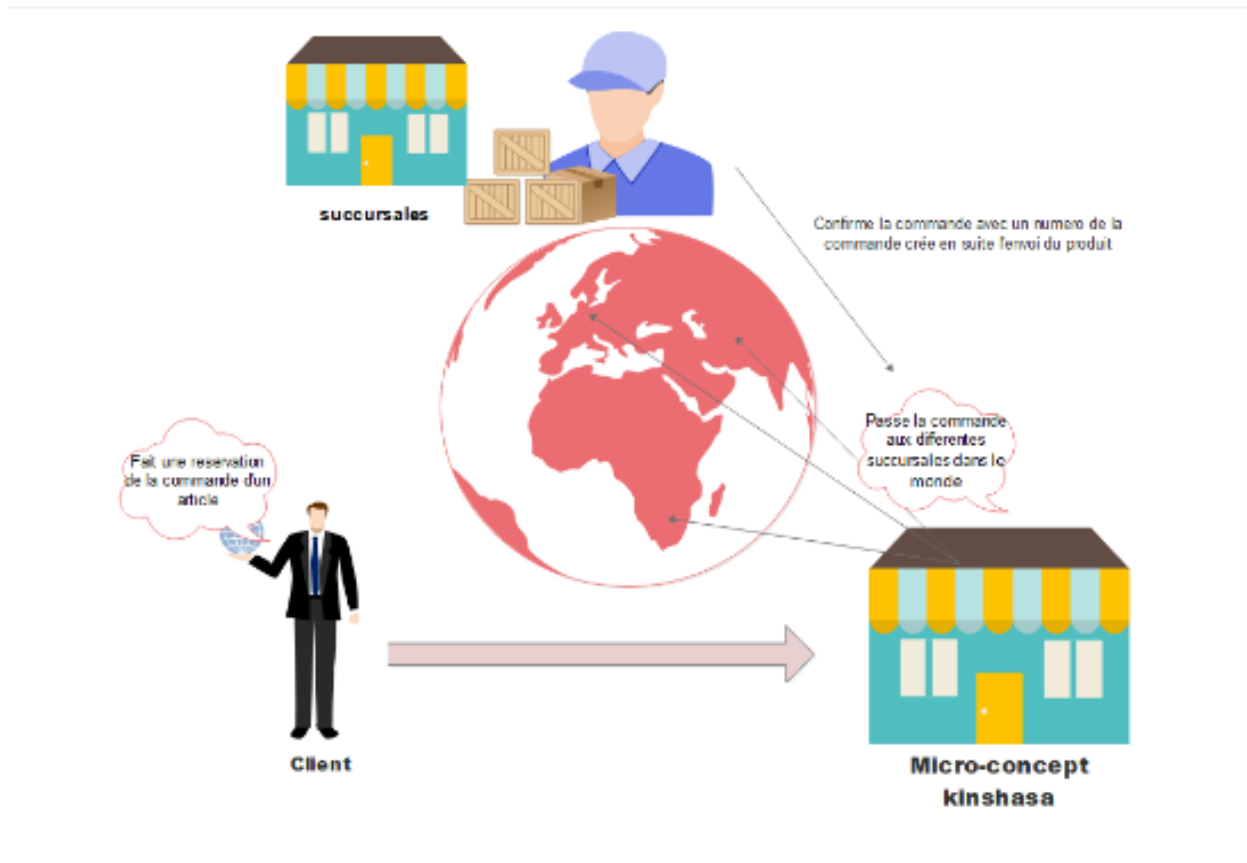 succursales
Confirme la commande avec un numero de la
commande crée en suite l'envoi du produit
Passe la commande
aux diferentes
succursales dans le
monde
Fait une reservation
de la commande d'un
article
Client
Micro-concept
kinshasa